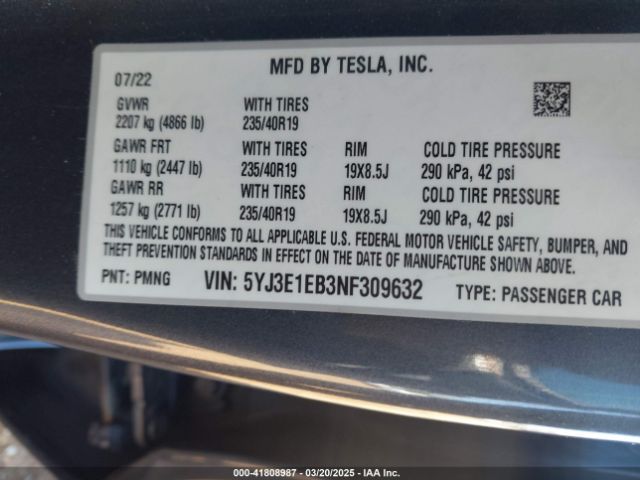 MFD BY TESLA, INC.
07/22
GVWR WITH TIRES
2207 kg (4866 lb) 235/40R19
GAWR FRT WITH TIRES RIM COLD TIRE PRESSURE
1110 kg (2447 lb) 235/40R19 19X8.5J 290 kPa, 42 psi
GAWR RR WITH TIRES RIM COLD TIRE PRESSURE
1257 kg (2771 lb) 235/40R19 19X8.5J 290 kPa, 42 psi
THIS VEHICLE CONFORMS TO ALL APPLICABLE U.S. FEDERAL MOTOR VEHICLE SAFETY, BUMPER, AND
THEFT PREVENTION STANDARDS IN EFFECT ON THE DATE OF MANUFACTURE SHOWN ABOVE.
PNT: PMNG VIN: 5YJ3E1EB3NF309632 TYPE: PASSENGER CAR
000-41808987 - 03/20/2025 - IAA Inc.